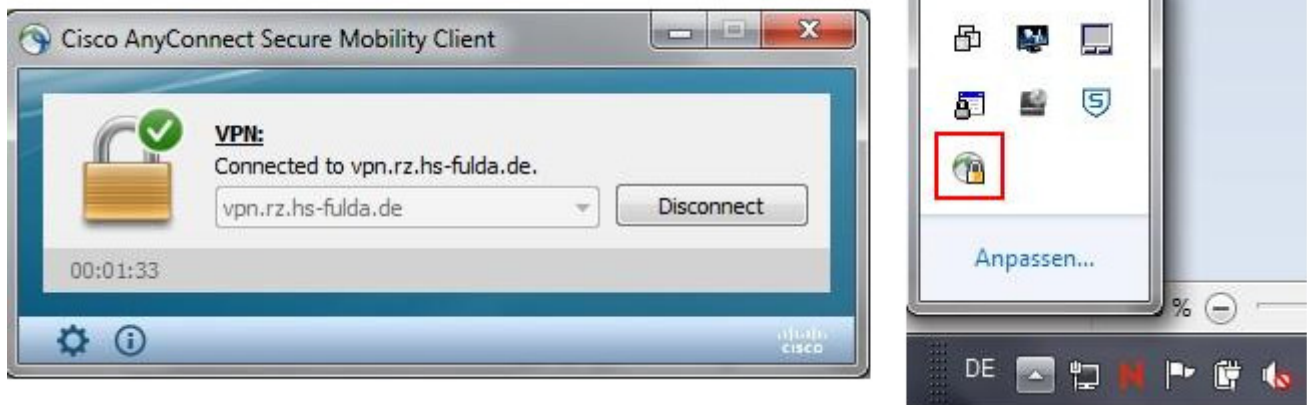 Cisco AnyConnect Secure Mobility Client
VPN:
Connected to vpn.rz.hs-fulda.de.
vpn.rz.hs-fulda.de
Disconnect
00:01:33
CISCO
Anpassen...
%
DE